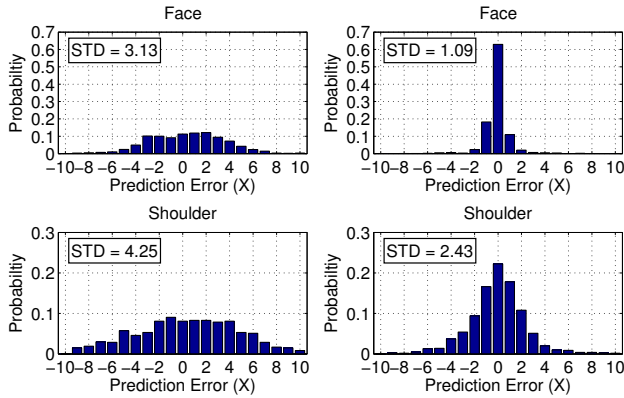 Face
Face
0.7
0.6
0.5
0.4
0.3
0.2
0.1
0
Probabiltiy
STD = 3.13
−10−8 −6 −4 −2 0 2 4 6 8 10
Prediction Error (X)
0.7
0.6
0.5
0.4
0.3
0.2
0.1
0
Probabiltiy
STD = 1.09
−10−8 −6 −4 −2 0 2 4 6 8 10
Prediction Error (X)
Shoulder
Shoulder
0.3
0.2
0.1
0
Probabiltiy
STD = 4.25
−10−8 −6 −4 −2 0 2 4 6 8 10
Prediction Error (X)
0.3
0.2
0.1
0
Probabiltiy
STD = 2.43
−10−8 −6 −4 −2 0 2 4 6 8 10
Prediction Error (X)